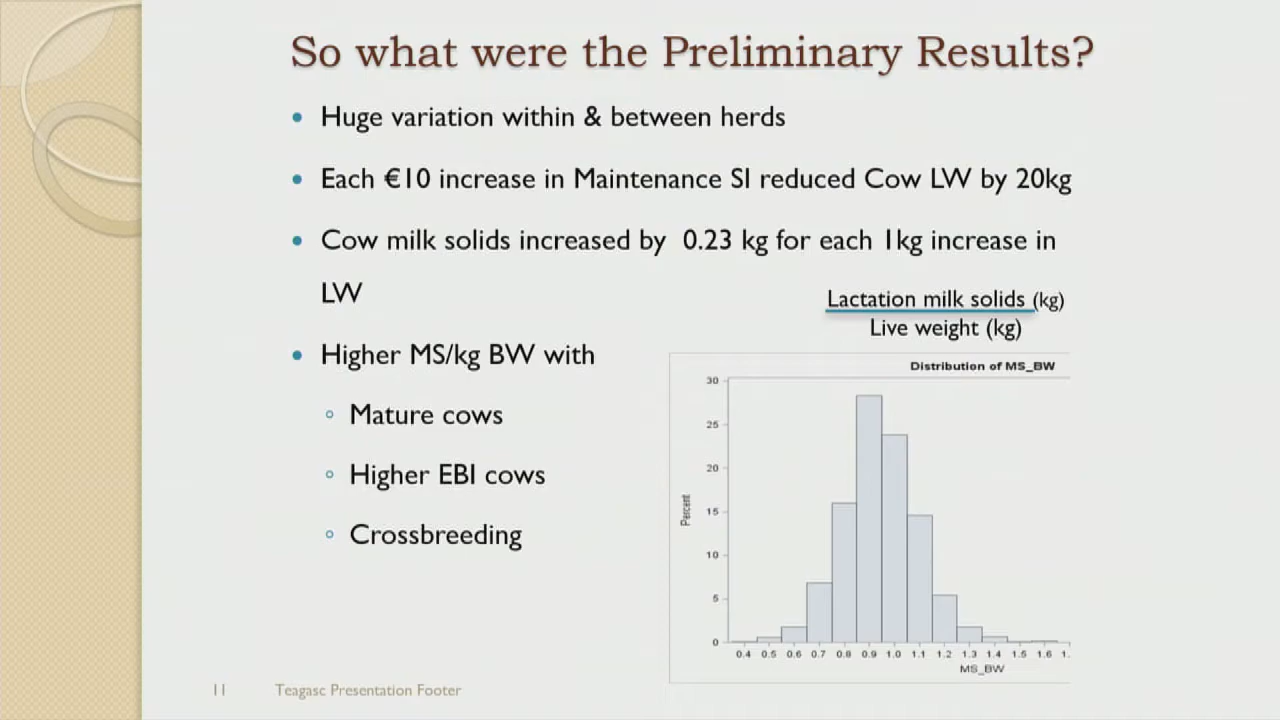 So what were the Preliminary Results?
• Huge variation within & between herds
• Each €10 increase in Maintenance SI reduced Cow LW by 20kg
• Cow milk solids increased by 0.23 kg for each 1kg increase in
LW
Lactation milk solids (kg)
Live weight (kg)
• Higher MS/kg BW with
◦ Mature cows
◦ Higher EBI cows
◦ Crossbreeding
Distribution of MS_BW
30
25
20
15
10
5
0
Percent
0.4 0.5 0.6 0.7 0.8 0.9 1.0 1.1 1.2 1.3 1.4 1.5 1.6 1.
MS_BW
11 Teagasc Presentation Footer